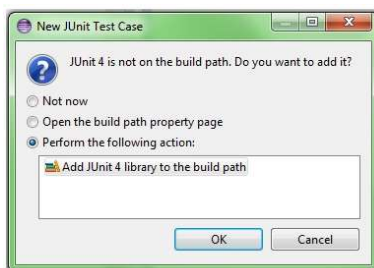 New JUnit Test Case
JUnit 4 is not on the build path. Do you want to add it?
Not now
Open the build path property page
Perform the following action:
Add JUnit 4 library to the build path
OK
Cancel